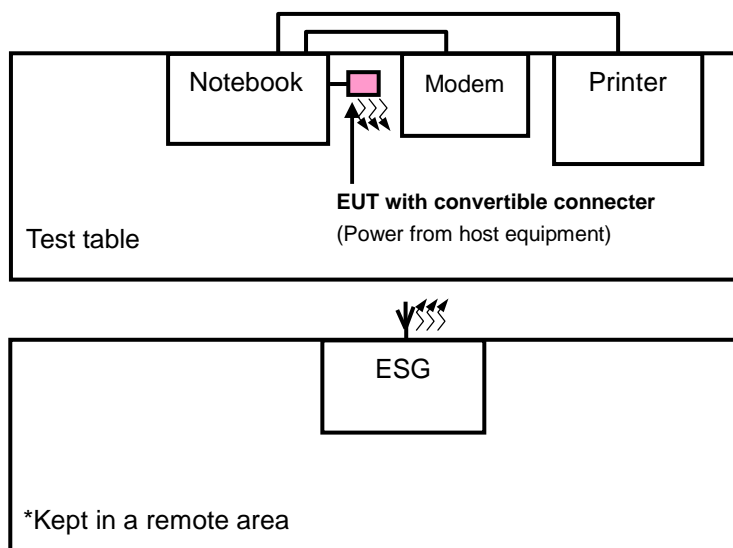 Notebook
Modem
Printer
EUT with convertible connecter
(Power from host equipment)
Test table
ESG
*Kept in a remote area